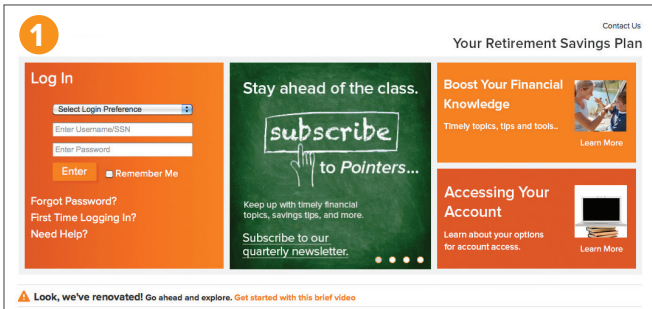 1
Contact Us
Your Retirement Savings Plan
Log In
Select Login Preference
Enter Username/SSN
Enter Password
Enter
Remember Me
Forgot Password?
First Time Logging In?
Need Help?
Stay ahead of the class.
subscribe
to Pointers...
Keep up with timely financial
topics, savings tips, and more.
Subscribe to our
quarterly newsletter.
Boost Your Financial
Knowledge
Timely topics, tips and tools..
Learn More
Accessing Your
Account
Learn about your options
for account access.
Learn More
Look, we've renovated! Go ahead and explore. Get started with this brief video